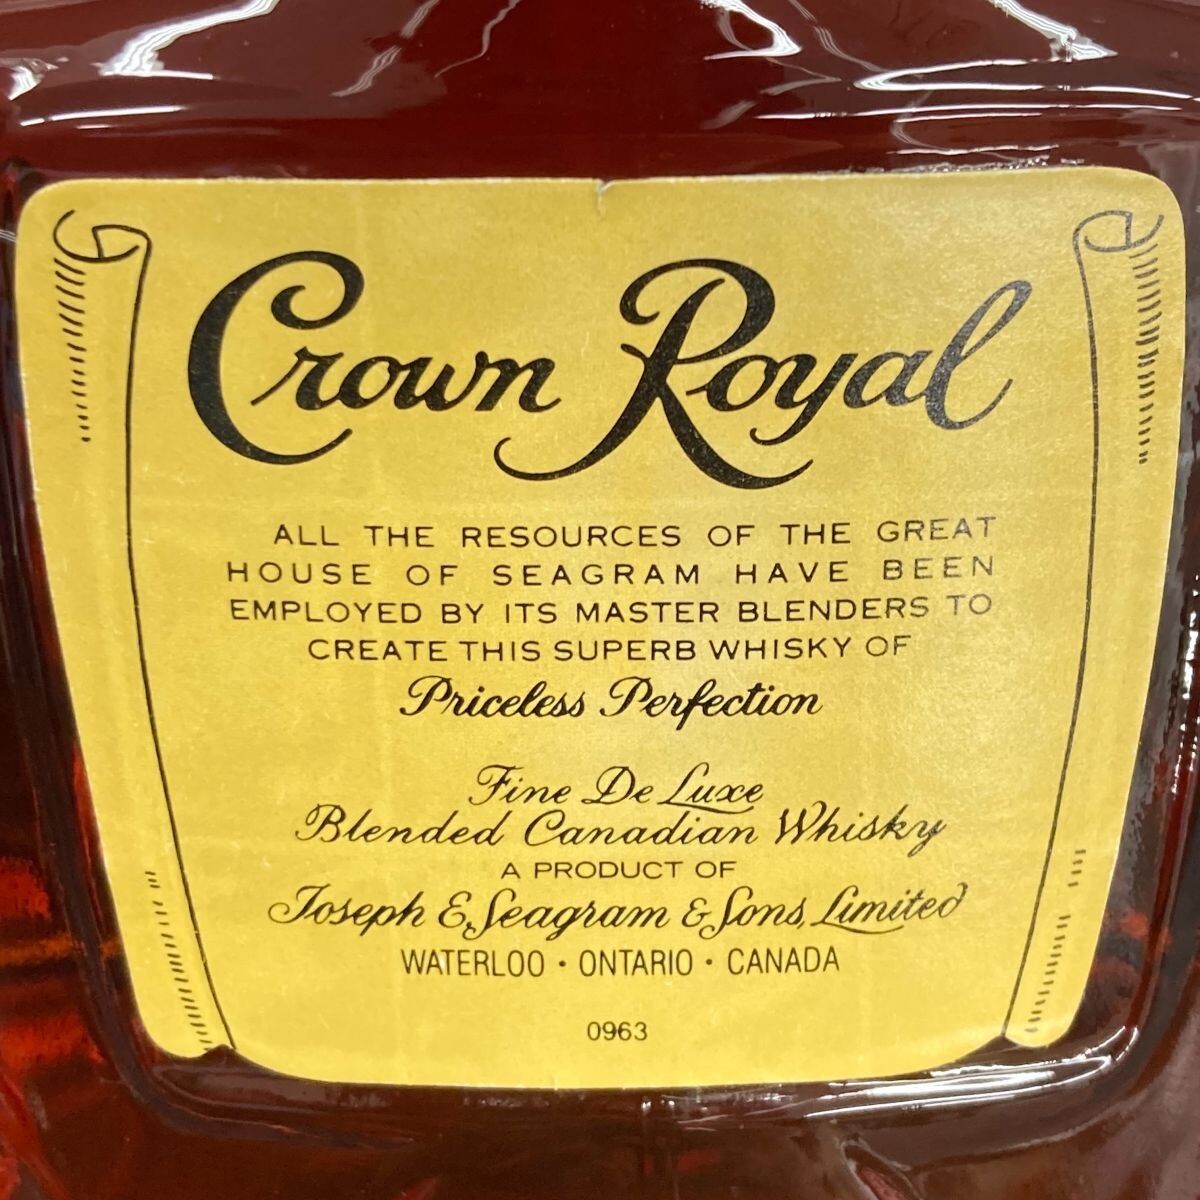 Crown Royal
ALL THE RESOURCES OF THE GREAT
HOUSE OF SEAGRAM HAVE BEEN
EMPLOYED BY ITS MASTER BLENDERS TO
CREATE THIS SUPERB WHISKY OF
Priceless Perfection
Fine De Luxe
Blended Canadian Whisky
A PRODUCT OF
Joseph E. Seagram & Sons, Limited
WATERLOO · ONTARIO · CANADA
0963